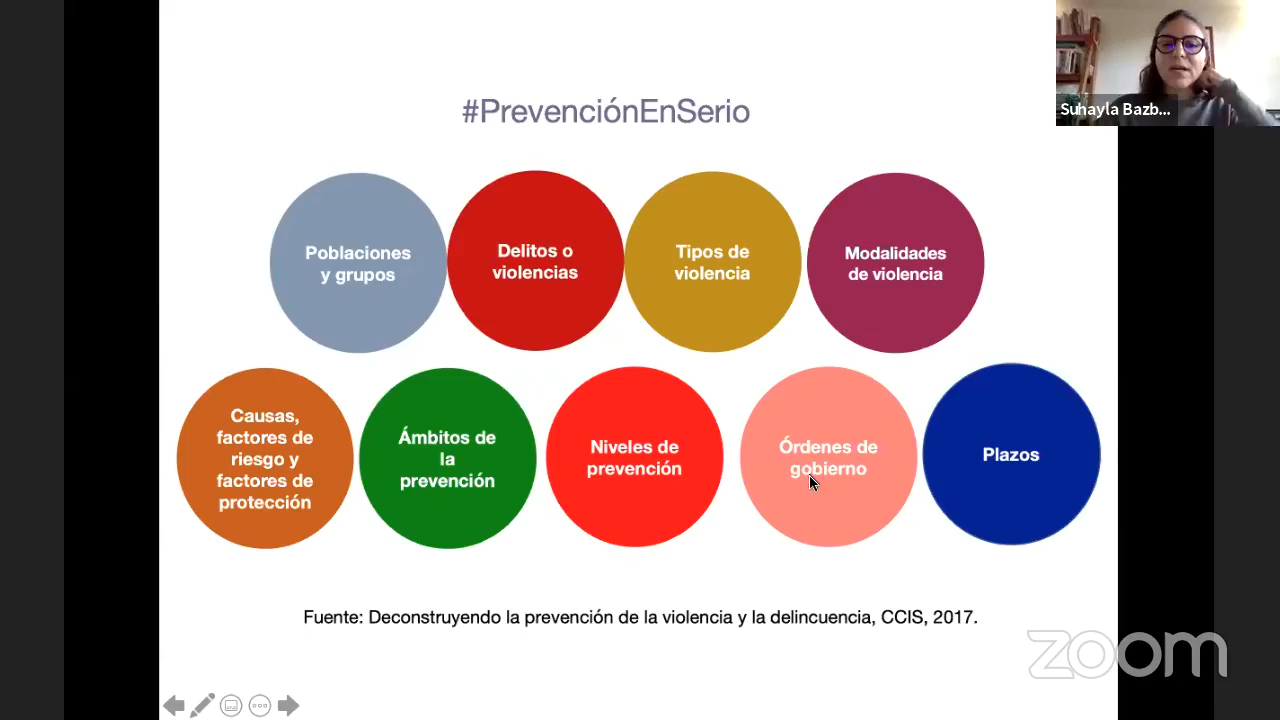 #PrevenciónEnSerio
Suhayla Bazb...
Poblaciones
y grupos
Delitos o
violencias
Tipos de
violencia
Modalidades
de violencia
Causas,
factores de
riesgo y
factores de
protección
Ámbitos de
la
prevención
Niveles de
prevención
Órdenes de
gobierno
Plazos
Fuente: Deconstruyendo la prevención de la violencia y la delincuencia, CCIS, 2017.
zoom